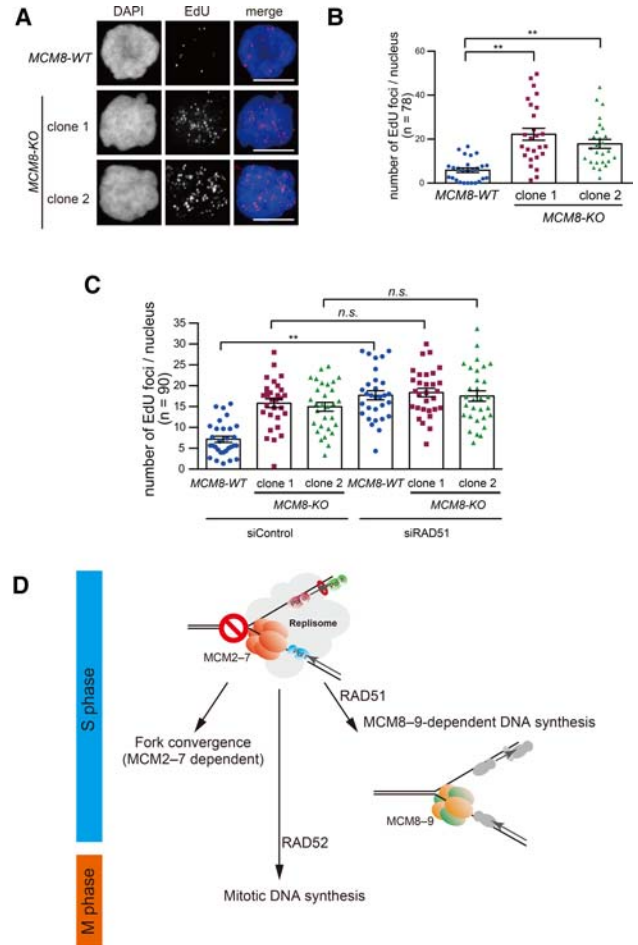 A
DAPI EdU merge
MCM8-WT
clone 1
MCM8-KO
clone 2
B
number of EdU foci / nucleus
(n = 78)
60
40
20
0
**
**
MCM8-WT clone 1 clone 2
MCM8-KO
C
number of EdU foci / nucleus
(n = 90)
35
30
25
20
15
10
5
0
n.s.
n.s.
**
MCM8-WT clone 1 clone 2 MCM8-WT clone 1 clone 2
MCM8-KO MCM8-KO
siControl siRAD51
D
S phase
M phase
Replisome
MCM2–7
RAD51
Fork convergence
(MCM2–7 dependent)
MCM8–9-dependent DNA synthesis
MCM8–9
RAD52
Mitotic DNA synthesis